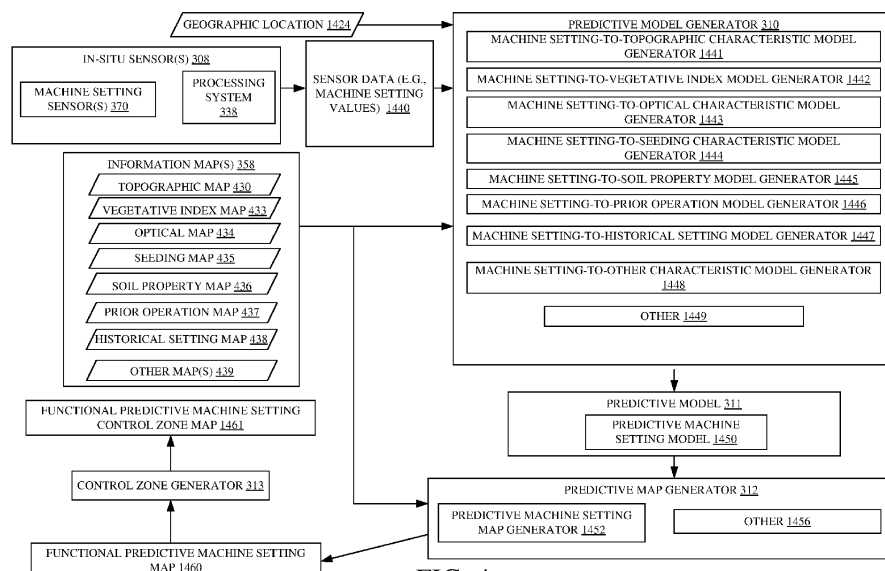 GEOGRAPHIC LOCATION 1424
IN-SITU SENSOR(S) 308
MACHINE SETTING
SENSOR(S) 370
PROCESSING
SYSTEM
338
SENSOR DATA (E.G.,
MACHINE SETTING
VALUES) 1440
PREDICTIVE MODEL GENERATOR 310
MACHINE SETTING-TO-TOPOGRAPHIC CHARACTERISTIC MODEL
GENERATOR 1441
MACHINE SETTING-TO-VEGETATIVE INDEX MODEL GENERATOR 1442
MACHINE SETTING-TO-OPTICAL CHARACTERISTIC MODEL
GENERATOR 1443
MACHINE SETTING-TO-SEEDING CHARACTERISTIC MODEL
GENERATOR 1444
MACHINE SETTING-TO-SOIL PROPERTY MODEL GENERATOR 1445
MACHINE SETTING-TO-PRIOR OPERATION MODEL GENERATOR 1446
MACHINE SETTING-TO-HISTORICAL SETTING MODEL GENERATOR 1447
MACHINE SETTING-TO-OTHER CHARACTERISTIC MODEL GENERATOR
1448
OTHER 1449
INFORMATION MAP(S) 358
TOPOGRAPHIC MAP 430
VEGETATIVE INDEX MAP 433
OPTICAL MAP 434
SEEDING MAP 435
SOIL PROPERTY MAP 436
PRIOR OPERATION MAP 437
HISTORICAL SETTING MAP 438
OTHER MAP(S) 439
PREDICTIVE MODEL 311
PREDICTIVE MACHINE
SETTING MODEL 1450
FUNCTIONAL PREDICTIVE MACHINE SETTING
CONTROL ZONE MAP 1461
CONTROL ZONE GENERATOR 313
PREDICTIVE MAP GENERATOR 312
PREDICTIVE MACHINE SETTING
MAP GENERATOR 1452
OTHER 1456
FUNCTIONAL PREDICTIVE MACHINE SETTING
MAP 1460